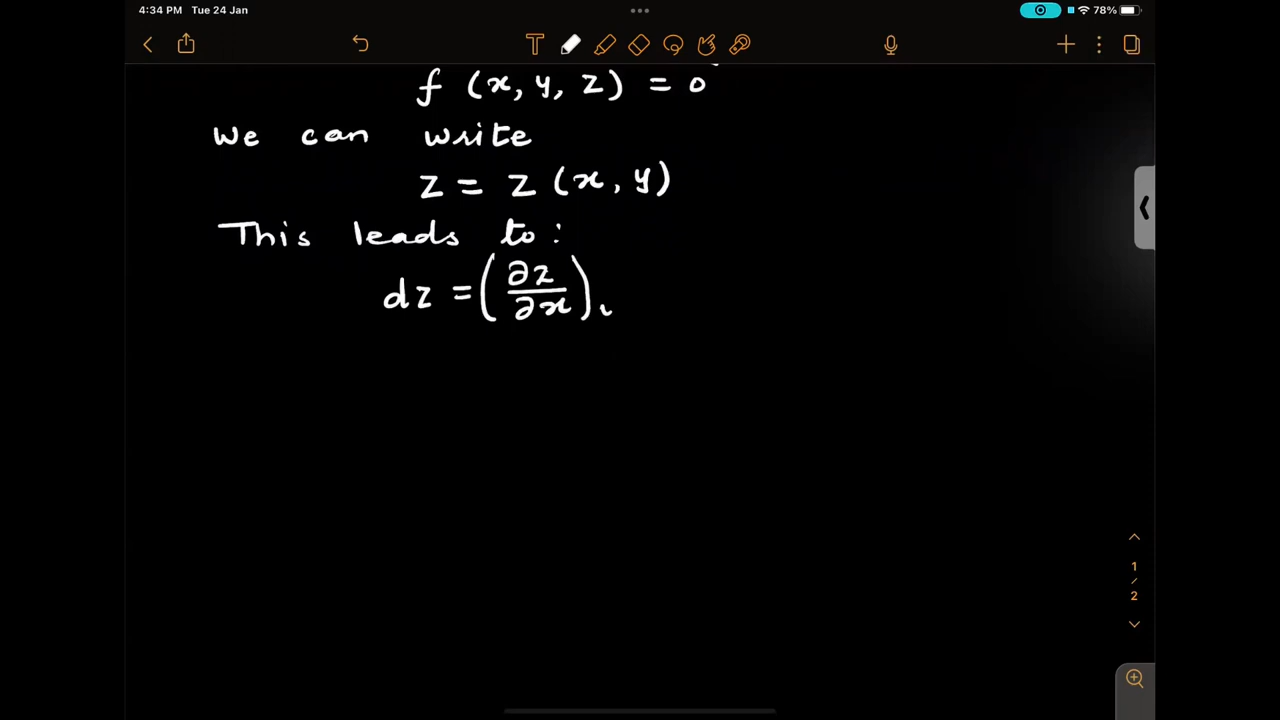 4:34 PM Tue 24 Jan
78%
f (x, y, z) = 0
We can write
z = z (x, y)
This leads to :
dz = (∂z/∂x)
1
/
2